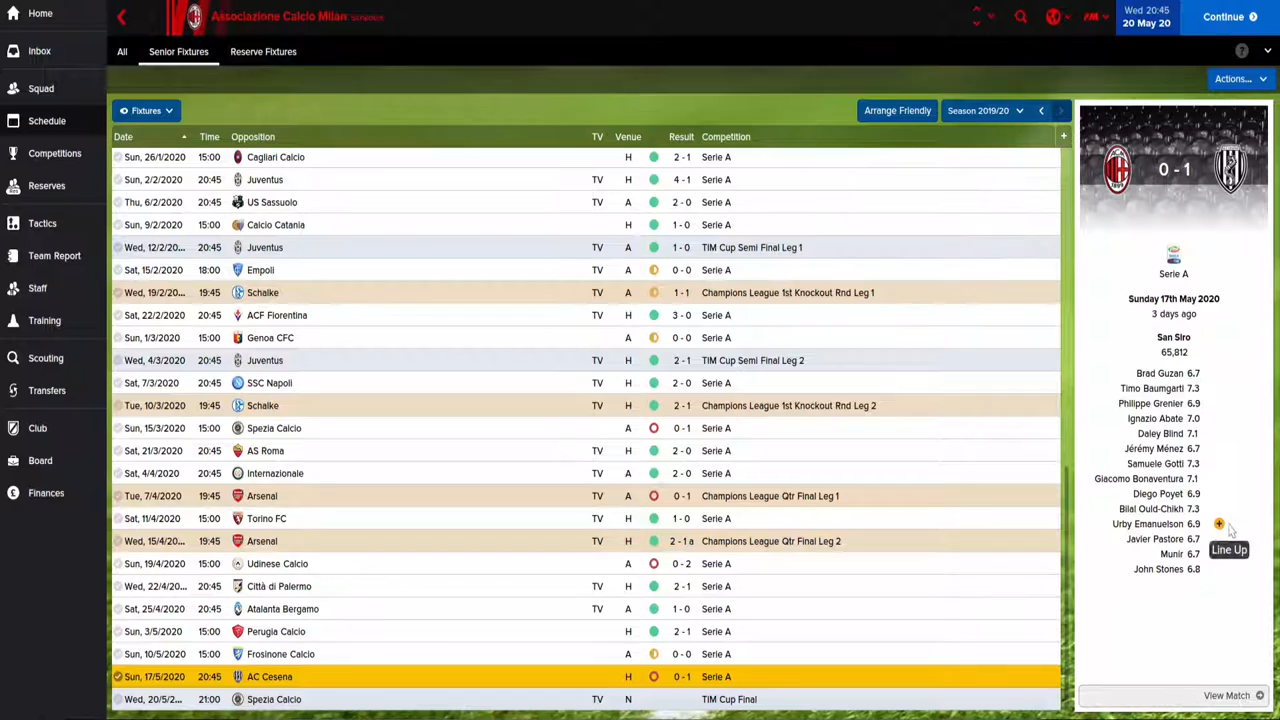 Home
Inbox
Squad
Schedule
Competitions
Reserves
Tactics
Team Report
Staff
Training
Scouting
Transfers
Club
Board
Finances
Associazione Calcio Milan SENIORS
FM
Wed 20:45
20 May 20
Continue
All Senior Fixtures Reserve Fixtures
?
Actions...
Fixtures Arrange Friendly Season 2019/20
Date Time Opposition TV Venue Result Competition +
Sun, 26/1/2020 15:00 Cagliari Calcio H 2 - 1 Serie A
Sun, 2/2/2020 20:45 Juventus TV H 4 - 1 Serie A
Thu, 6/2/2020 20:45 US Sassuolo TV A 2 - 0 Serie A
Sun, 9/2/2020 15:00 Calcio Catania H 1 - 0 Serie A
Wed, 12/2/20... 20:45 Juventus TV A 1 - 0 TIM Cup Semi Final Leg 1
Sat, 15/2/2020 18:00 Empoli TV A 0 - 0 Serie A
Wed, 19/2/20... 19:45 Schalke TV A 1 - 1 Champions League 1st Knockout Rnd Leg 1
Sat, 22/2/2020 20:45 ACF Fiorentina TV H 3 - 0 Serie A
Sun, 1/3/2020 15:00 Genoa CFC A 0 - 0 Serie A
Wed, 4/3/2020 20:45 Juventus TV H 2 - 1 TIM Cup Semi Final Leg 2
Sat, 7/3/2020 20:45 SSC Napoli TV H 2 - 0 Serie A
Tue, 10/3/2020 19:45 Schalke TV H 2 - 1 Champions League 1st Knockout Rnd Leg 2
Sun, 15/3/2020 15:00 Spezia Calcio A 0 - 1 Serie A
Sat, 21/3/2020 20:45 AS Roma TV H 2 - 0 Serie A
Sat, 4/4/2020 20:45 Internazionale TV A 2 - 0 Serie A
Tue, 7/4/2020 19:45 Arsenal TV A 0 - 1 Champions League Qtr Final Leg 1
Sat, 11/4/2020 15:00 Torino FC H 1 - 0 Serie A
Wed, 15/4/20... 19:45 Arsenal TV H 2 - 1 a Champions League Qtr Final Leg 2
Sun, 19/4/2020 15:00 Udinese Calcio A 0 - 2 Serie A
Wed, 22/4/20... 20:45 Città di Palermo TV H 2 - 1 Serie A
Sat, 25/4/2020 20:45 Atalanta Bergamo TV A 1 - 0 Serie A
Sun, 3/5/2020 15:00 Perugia Calcio H 2 - 1 Serie A
Sun, 10/5/2020 15:00 Frosinone Calcio A 0 - 0 Serie A
Sun, 17/5/2020 20:45 AC Cesena H 0 - 1 Serie A
Wed, 20/5/2... 21:00 Spezia Calcio TV N TIM Cup Final
0 - 1
Serie A
Sunday 17th May 2020
3 days ago
San Siro
65,812
Brad Guzan 6.7
Timo Baumgartl 7.3
Philippe Grenier 6.9
Ignazio Abate 7.0
Daley Blind 7.1
Jérémy Ménez 6.7
Samuele Gotti 7.3
Giacomo Bonaventura 7.1
Diego Poyet 6.9
Bilal Ould-Chikh 7.3
Urby Emanuelson 6.9
Javier Pastore 6.7
Munir 6.7
John Stones 6.8
Line Up
View Match